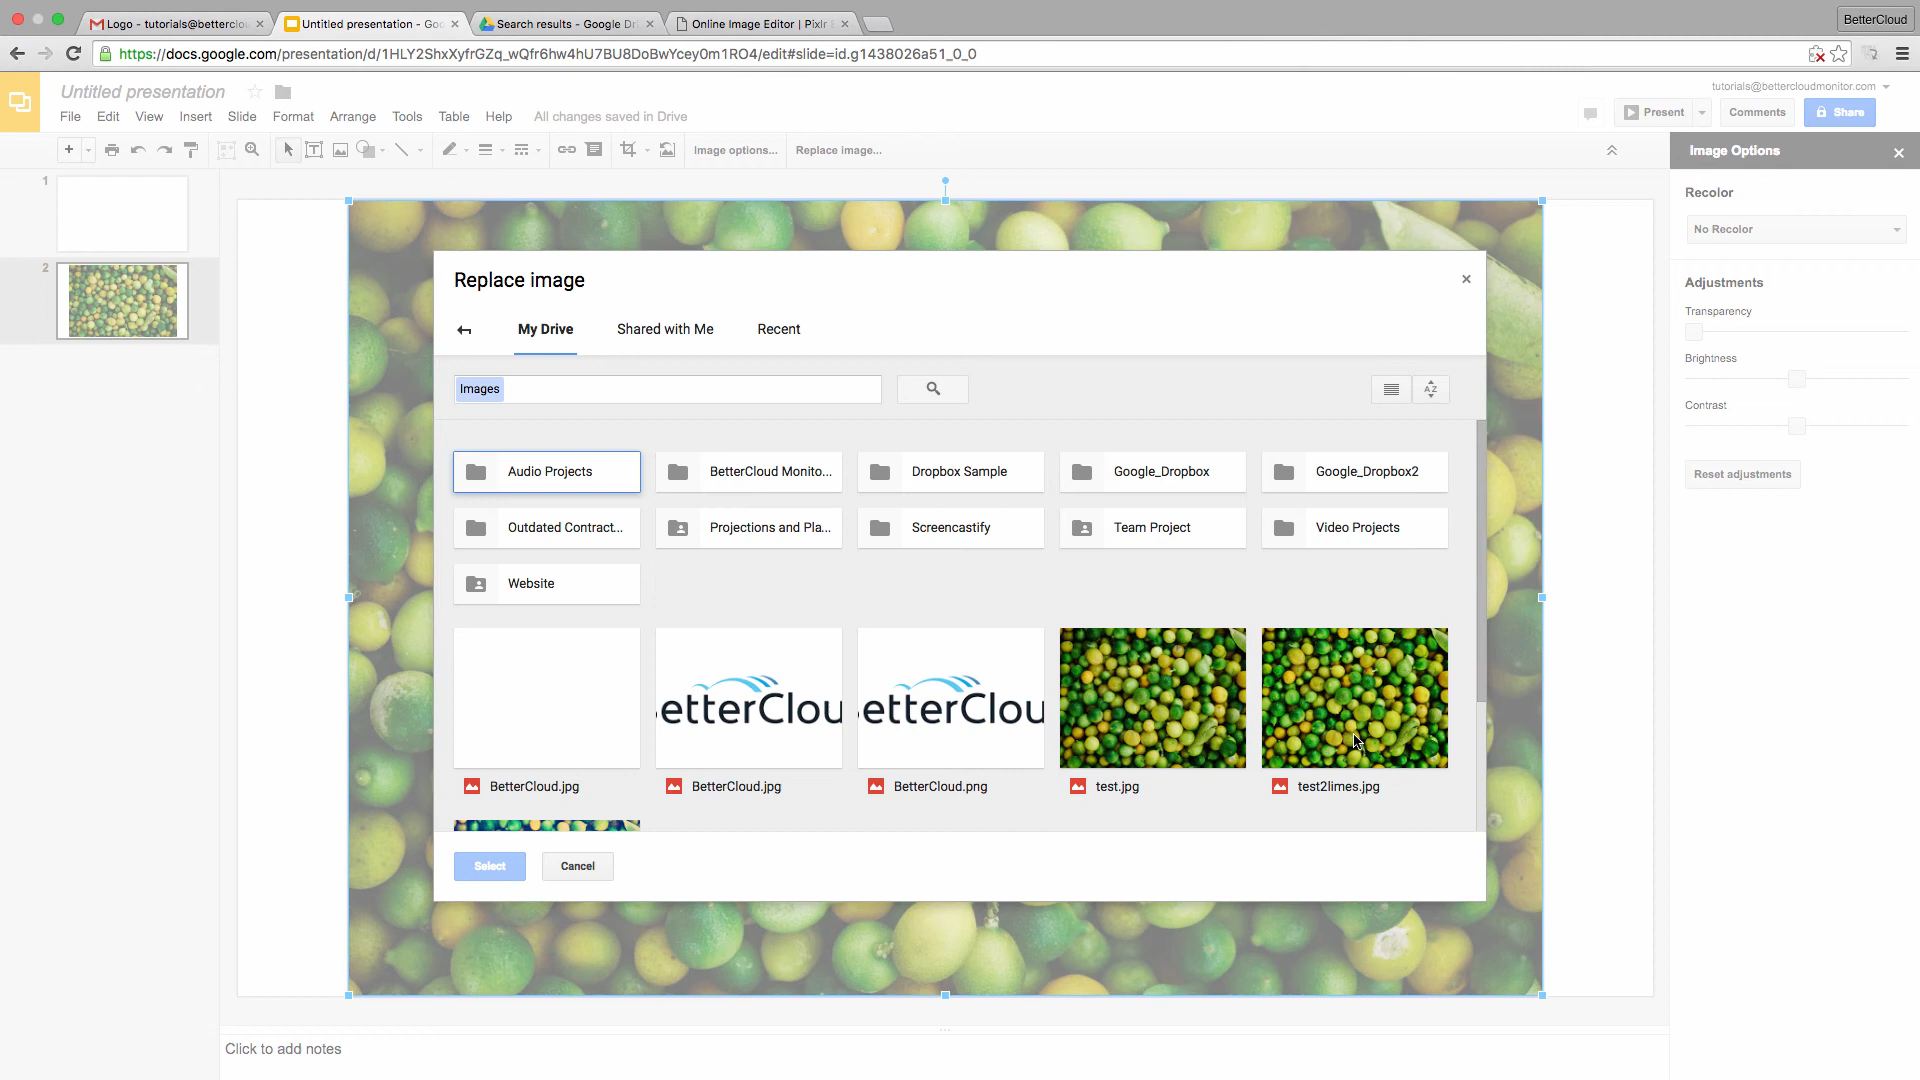 Logo - tutorials@betterclou
Untitled presentation - Goo
Search results - Google Dri
Online Image Editor | Pixlr E
BetterCloud
https://docs.google.com/presentation/d/1HLY2ShxXyfrGZq_wQfr6hw4hU7BU8DoBwYcey0m1RO4/edit#slide=id.g1438026a51_0_0
Untitled presentation
tutorials@bettercloudmonitor.com
File Edit View Insert Slide Format Arrange Tools Table Help All changes saved in Drive
Present
Comments
Share
Image options...
Replace image...
Image Options
1
2
Recolor
No Recolor
Adjustments
Transparency
Brightness
Contrast
Reset adjustments
Replace image
My Drive
Shared with Me
Recent
Images
Audio Projects
BetterCloud Monito...
Dropbox Sample
Google_Dropbox
Google_Dropbox2
Outdated Contract...
Projections and Pla...
Screencastify
Team Project
Video Projects
Website
etterClou
etterClou
BetterCloud.jpg
BetterCloud.jpg
BetterCloud.png
test.jpg
test2limes.jpg
Select
Cancel
Click to add notes